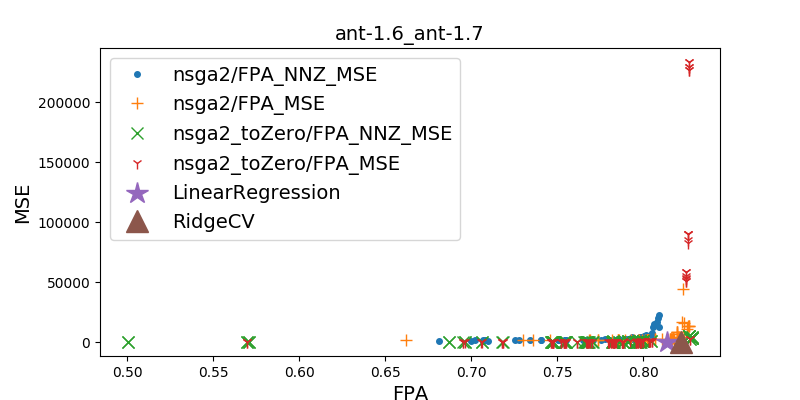 ant-1.6_ant-1.7
nsga2/FPA_NNZ_MSE
nsga2/FPA_MSE
nsga2_toZero/FPA_NNZ_MSE
nsga2_toZero/FPA_MSE
LinearRegression
RidgeCV
MSE
200000
150000
100000
50000
0
0.50 0.55 0.60 0.65 0.70 0.75 0.80
FPA